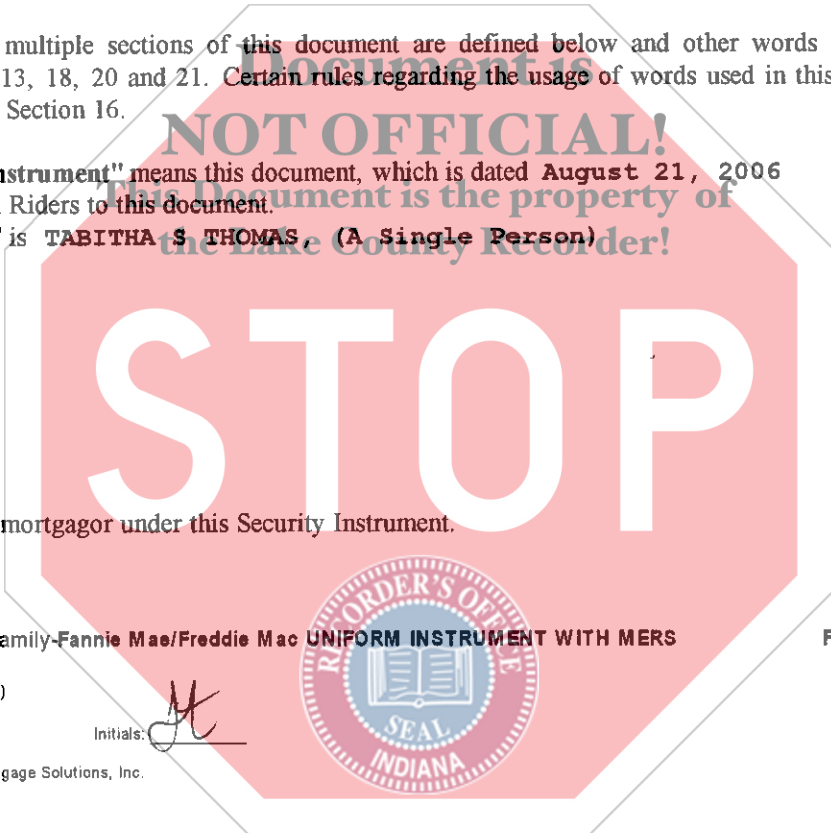 multiple sections of this document are defined below and other words
Document is
13, 18, 20 and 21. Certain rules regarding the usage of words used in this
Section 16.
NOT OFFICIAL!
nstrument" means this document, which is dated August 21, 2006
This Document is the property of
Riders to this document.
is TABITHA S THOMAS, (A Single Person)
the Lake County Recorder!
STOP
mortgagor under this Security Instrument.
RECORDER'S OFFICE
amily-Fannie Mae/Freddie Mac UNIFORM INSTRUMENT WITH MERS
)
Initials:
SEAL
INDIANA
gage Solutions, Inc.